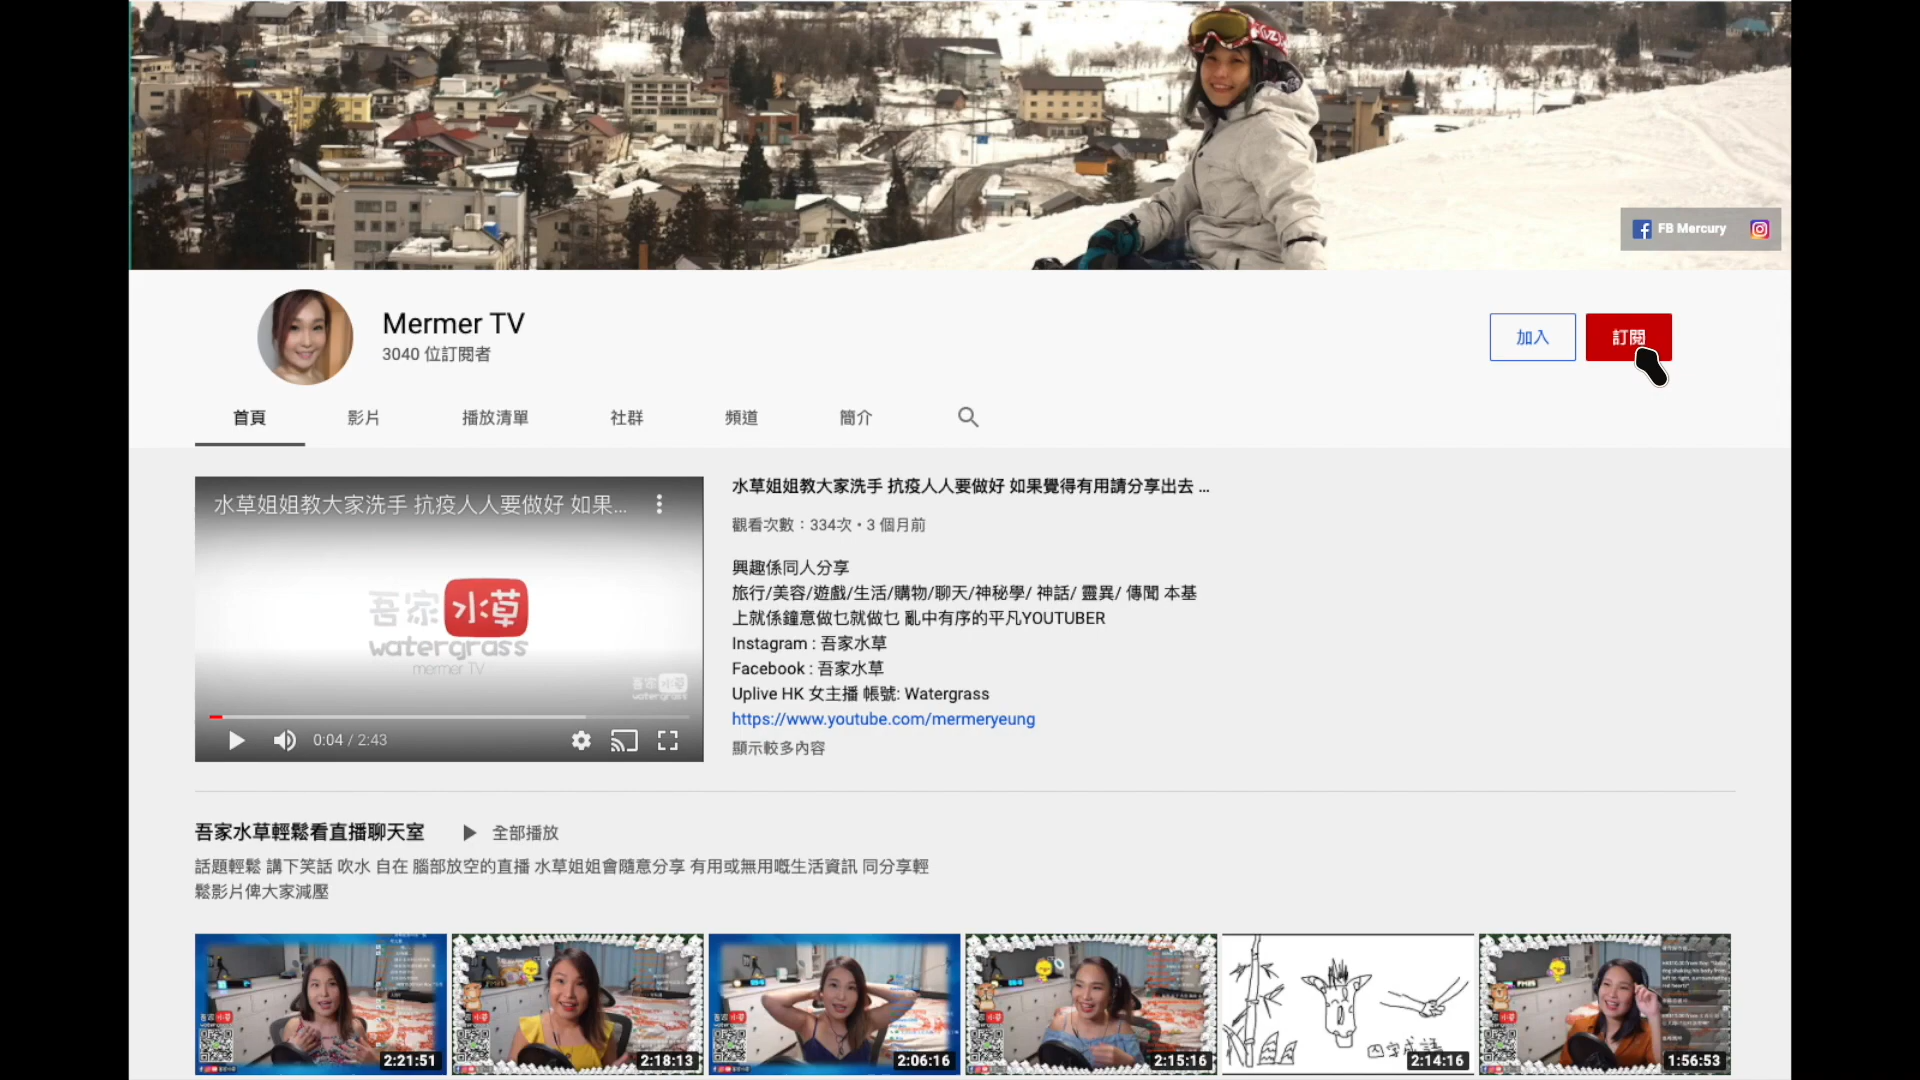 FB Mercury
Mermer TV
3040 位訂閱者
加入
訂閱
首頁
影片
播放清單
社群
頻道
簡介
水草姐姐教大家洗手 抗疫人人要做好 如果...
吾家水草
watergrass
mermer TV
吾家水草
watergrass
0:04 / 2:43
水草姐姐教大家洗手 抗疫人人要做好 如果覺得有用請分享出去 ...
觀看次數：334次 • 3 個月前
興趣係同人分享
旅行/美容/遊戲/生活/購物/聊天/神秘學/ 神話/ 靈異/ 傳聞 本基
上就係鐘意做乜就做乜 亂中有序的平凡YOUTUBER
Instagram : 吾家水草
Facebook : 吾家水草
Uplive HK 女主播 帳號: Watergrass
https://www.youtube.com/mermeryeung
顯示較多內容
吾家水草輕鬆看直播聊天室
全部播放
話題輕鬆 講下笑話 吹水 自在 腦部放空的直播 水草姐姐會隨意分享 有用或無用嘅生活資訊 同分享輕
鬆影片俾大家減壓
2:21:51
2:18:13
2:06:16
2:15:16
四字成語
2:14:16
1:56:53